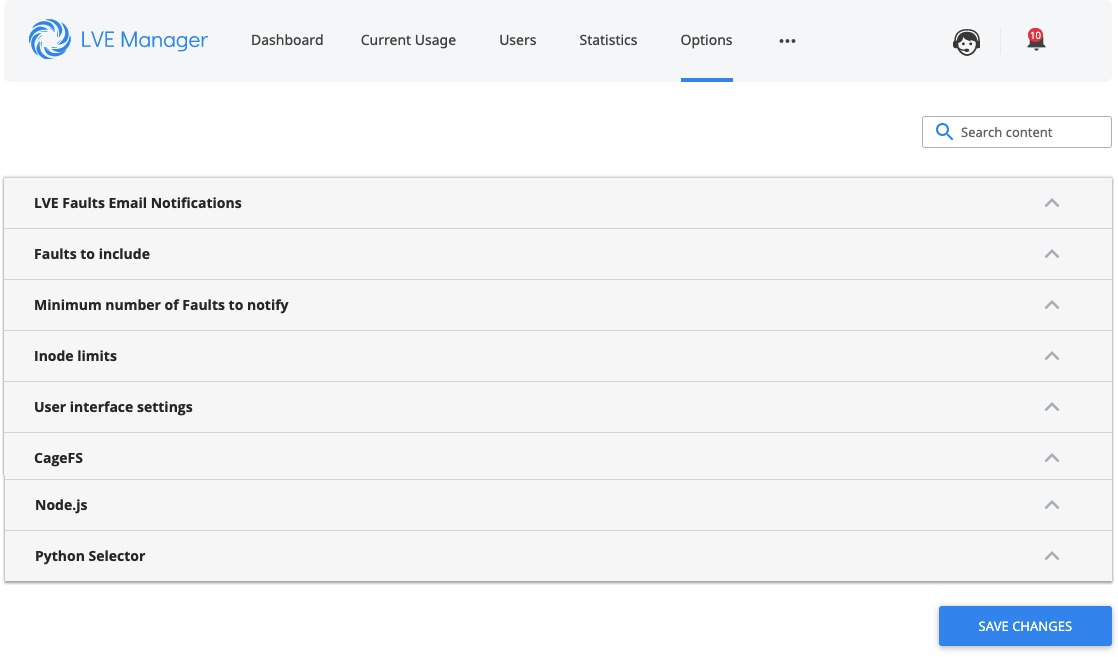 LVE Manager
Dashboard
Current Usage
Users
Statistics
Options
10
Search content
LVE Faults Email Notifications
Faults to include
Minimum number of Faults to notify
Inode limits
User interface settings
CageFS
Node.js
Python Selector
SAVE CHANGES